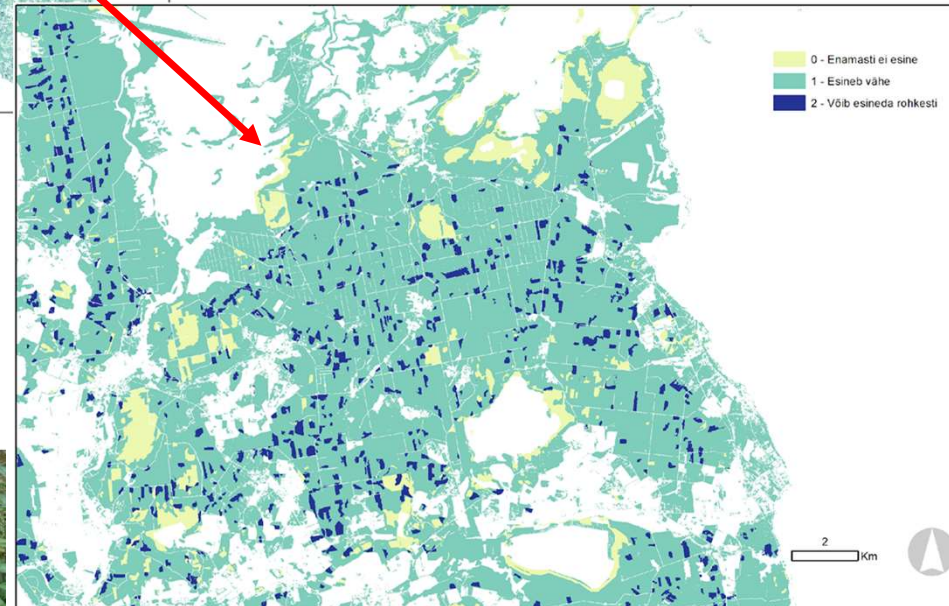 0 - Enamasti ei esine
1 - Esineb vähe
2 - Võib esineda rohkesti
2
Km